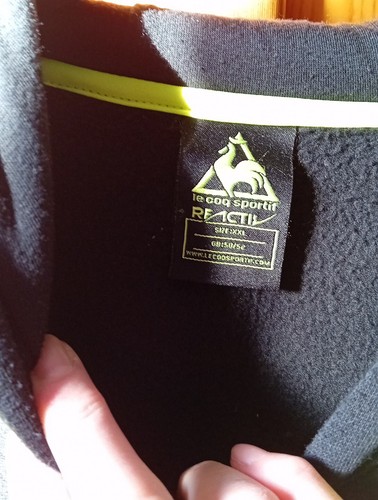 le coq sportif
REACTIV
SIZE:XXL
GB:50/52
WWW.LECOQSPORTIF.COM